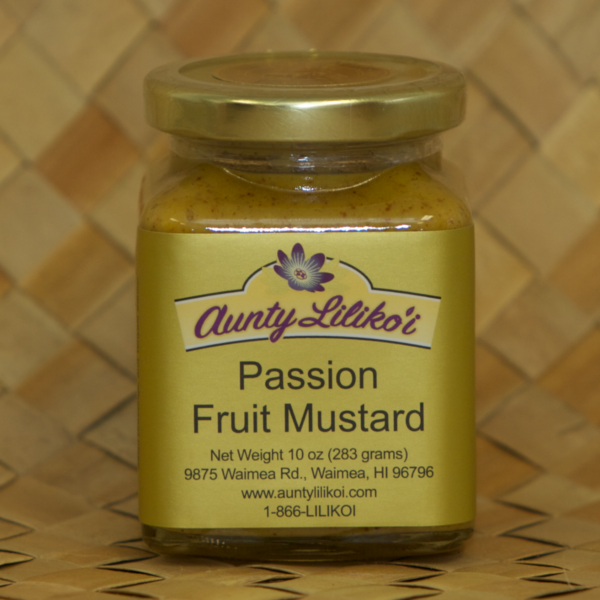 Aunty Liliko'i
Passion
Fruit Mustard
Net Weight 10 oz (283 grams)
9875 Waimea Rd., Waimea, HI 96796
www.auntylilikoi.com
1-866-LILIKOI